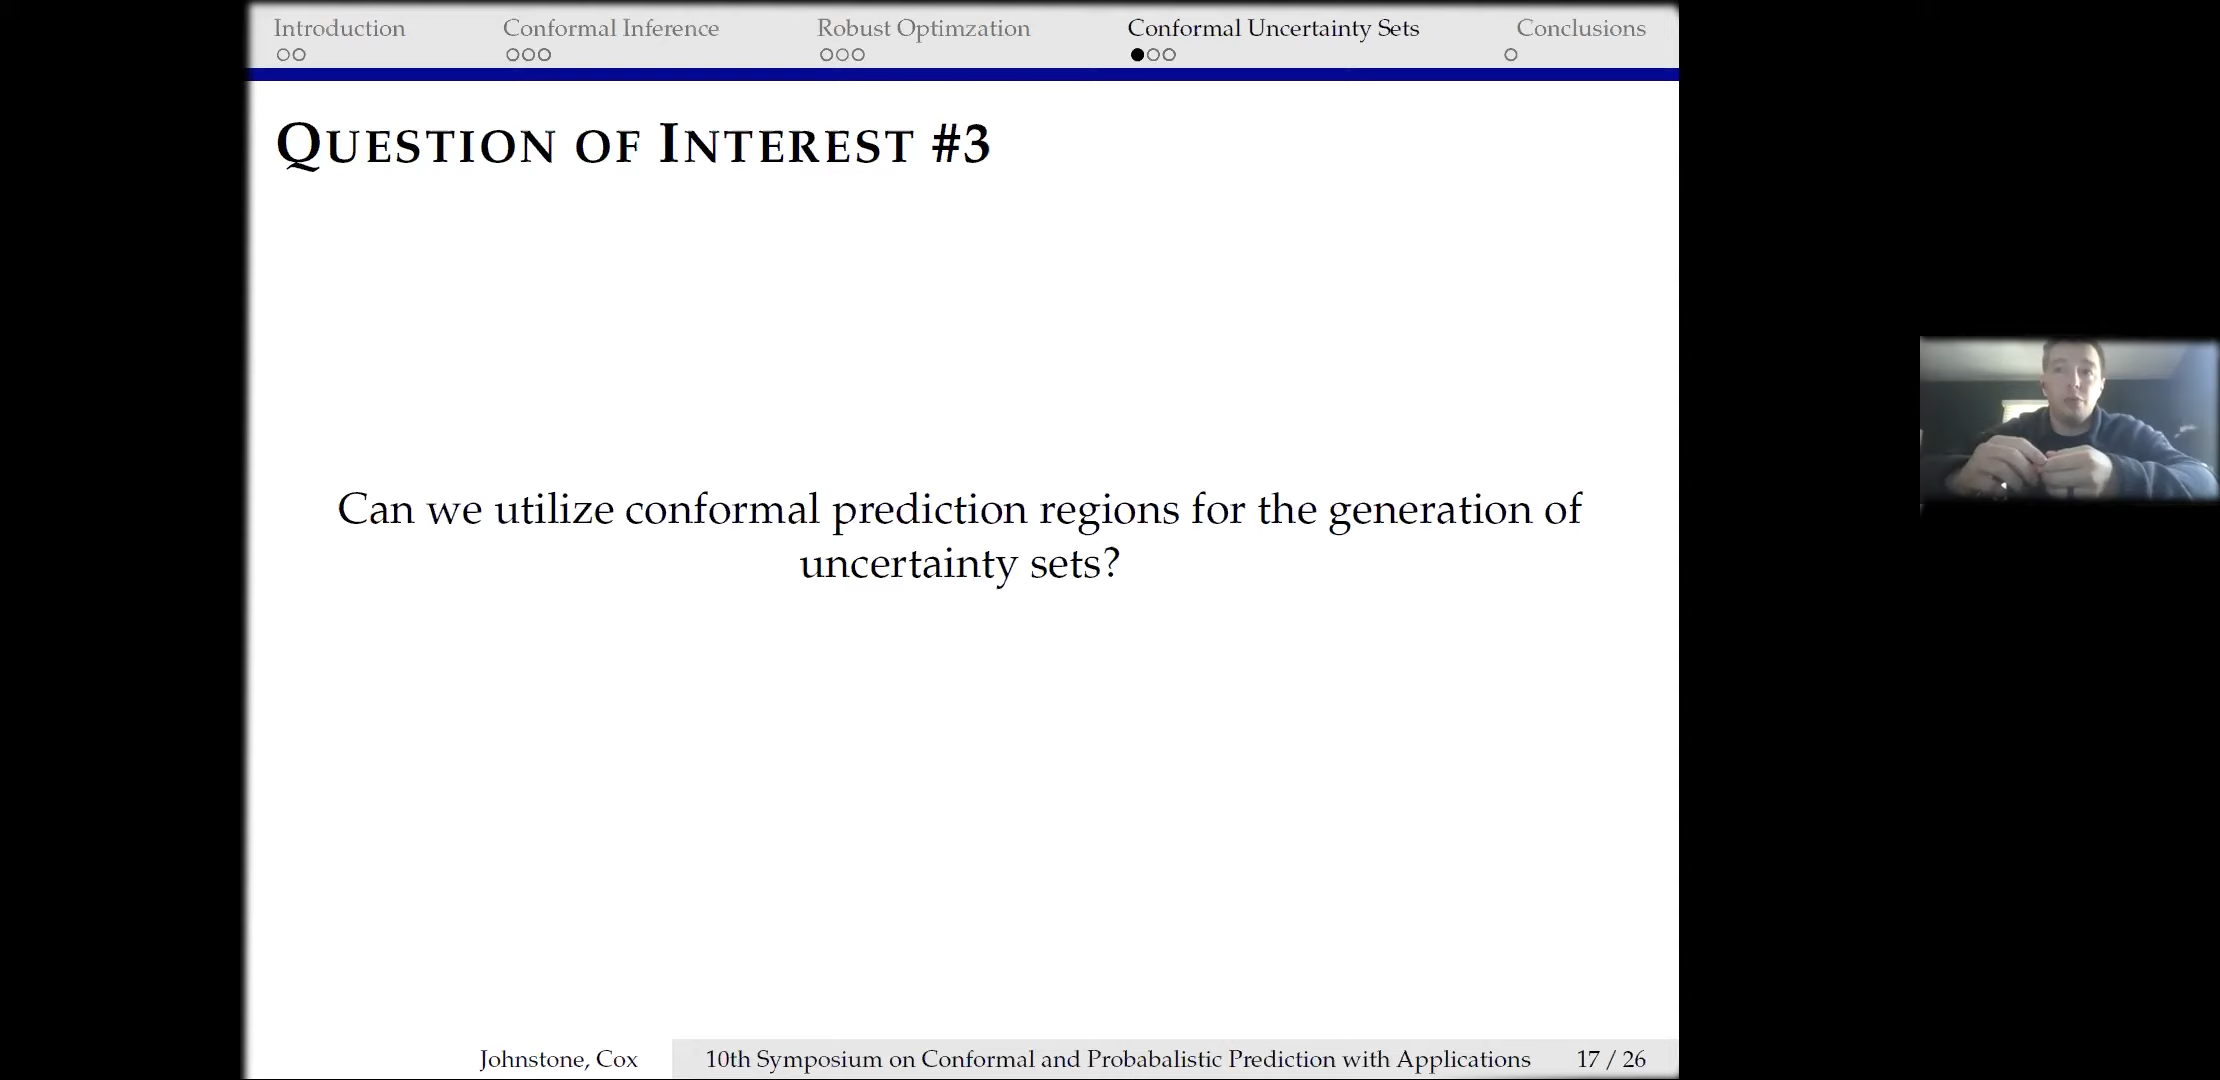 Introduction
Conformal Inference
Robust Optimzation
Conformal Uncertainty Sets
Conclusions
QUESTION OF INTEREST #3
Can we utilize conformal prediction regions for the generation of
uncertainty sets?
Johnstone, Cox
10th Symposium on Conformal and Probabalistic Prediction with Applications
17 / 26